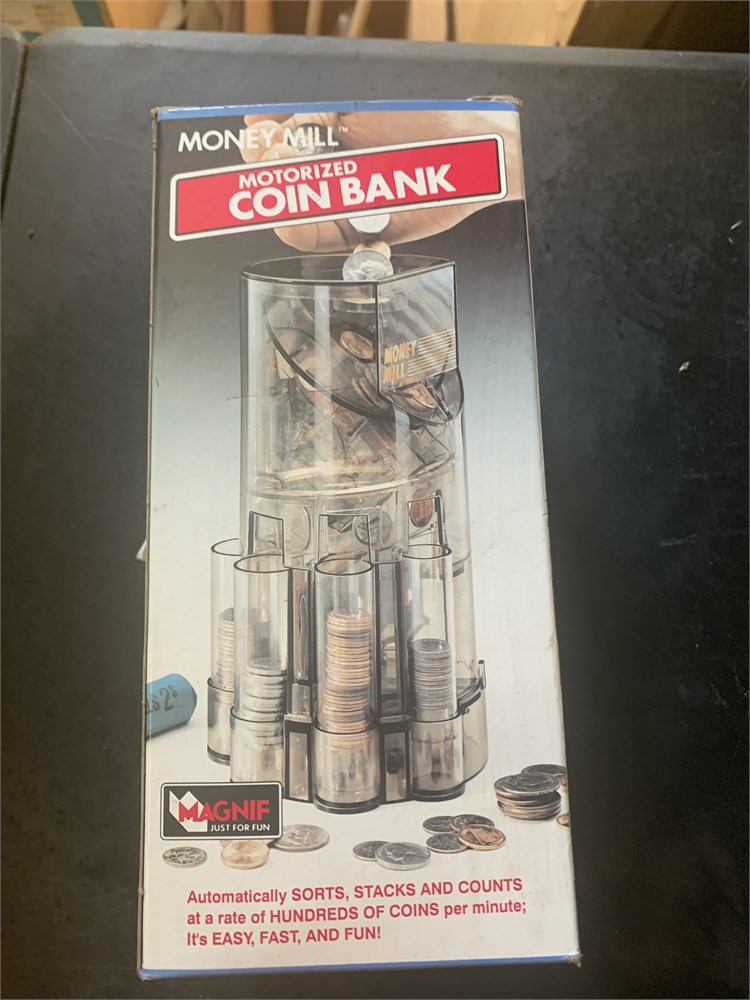 MONEY MILL™
MOTORIZED
COIN BANK
MONEY
MILL
MAGNIF
JUST FOR FUN
Automatically SORTS, STACKS AND COUNTS
at a rate of HUNDREDS OF COINS per minute;
It's EASY, FAST, AND FUN!